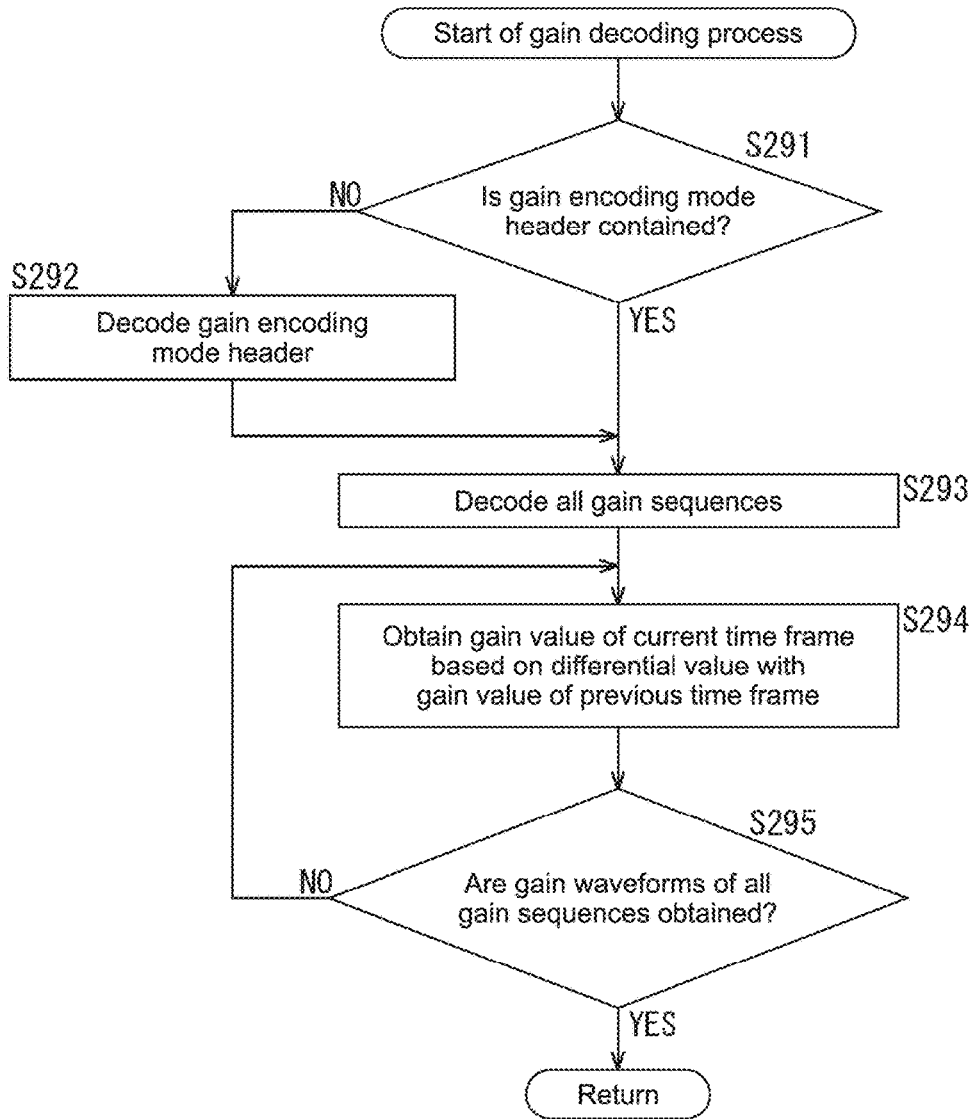 Start of gain decoding process
S291
NO
Is gain encoding mode
header contained?
S292
YES
Decode gain encoding
mode header
S293
Decode all gain sequences
S294
Obtain gain value of current time frame
based on differential value with
gain value of previous time frame
S295
NO
Are gain waveforms of all
gain sequences obtained?
YES
Return